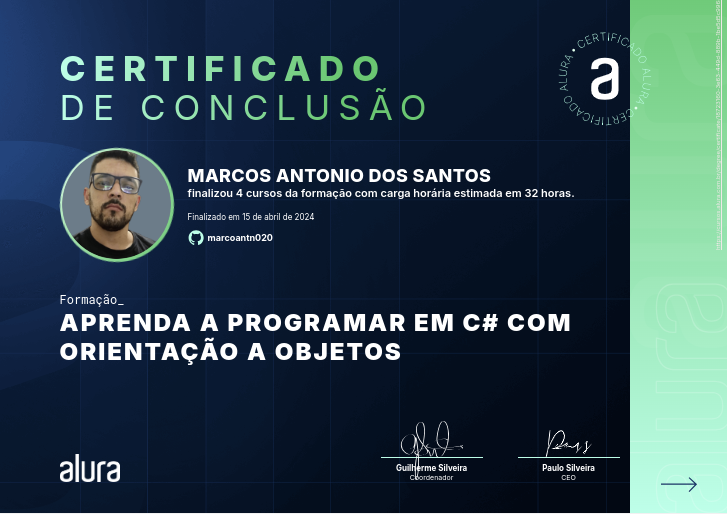 CERTIFICADO
DE CONCLUSÃO
CERTIFICADO ALURA • CERTIFICADO ALURA •
a
MARCOS ANTONIO DOS SANTOS
finalizou 4 cursos da formação com carga horária estimada em 32 horas.
Finalizado em 15 de abril de 2024
marcoantn020
Formação_
APRENDA A PROGRAMAR EM C# COM
ORIENTAÇÃO A OBJETOS
alura
Guilherme Silveira
Coordenador
Paulo Silveira
CEO
alura